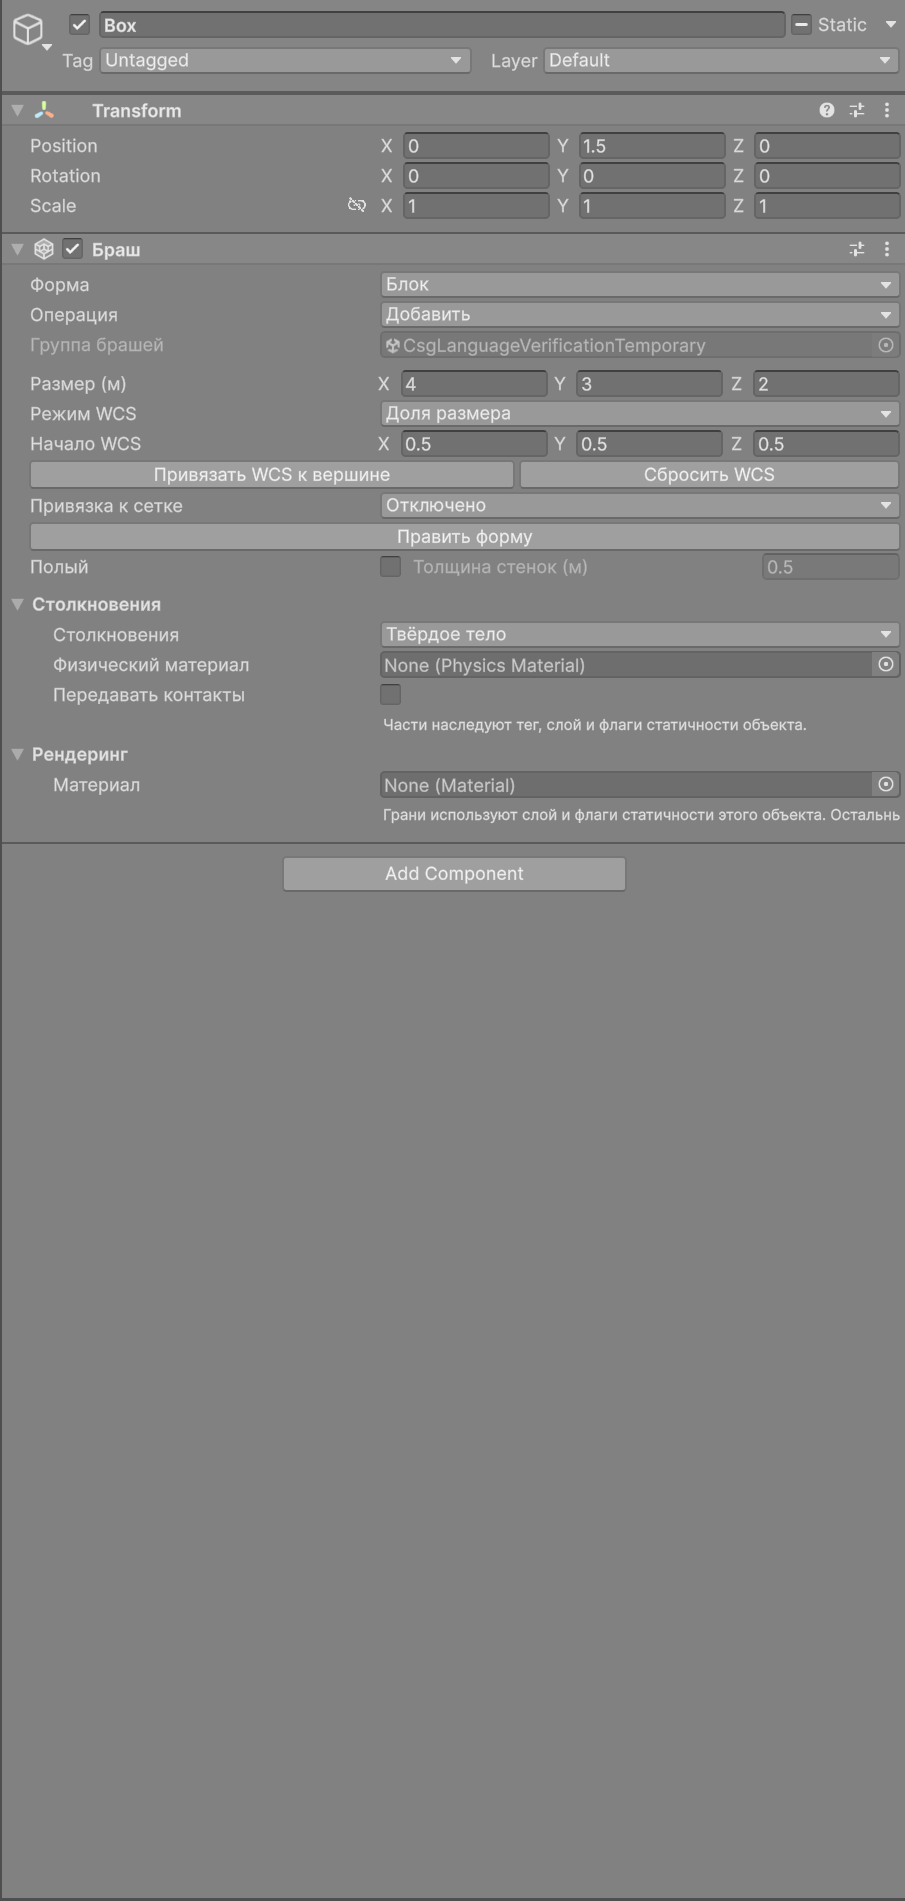 Box
Static
Tag Untagged Layer Default
Transform
Position X 0 Y 1.5 Z 0
Rotation X 0 Y 0 Z 0
Scale X 1 Y 1 Z 1
Браш
Форма Блок
Операция Добавить
Группа брашей CsgLanguageVerificationTemporary
Размер (м) X 4 Y 3 Z 2
Режим WCS Доля размера
Начало WCS X 0.5 Y 0.5 Z 0.5
Привязать WCS к вершине Сбросить WCS
Привязка к сетке Отключено
Править форму
Полый Толщина стенок (м) 0.5
Столкновения
Столкновения Твёрдое тело
Физический материал None (Physics Material)
Передавать контакты
Части наследуют тег, слой и флаги статичности объекта.
Рендеринг
Материал None (Material)
Грани используют слой и флаги статичности этого объекта. Остальнь
Add Component